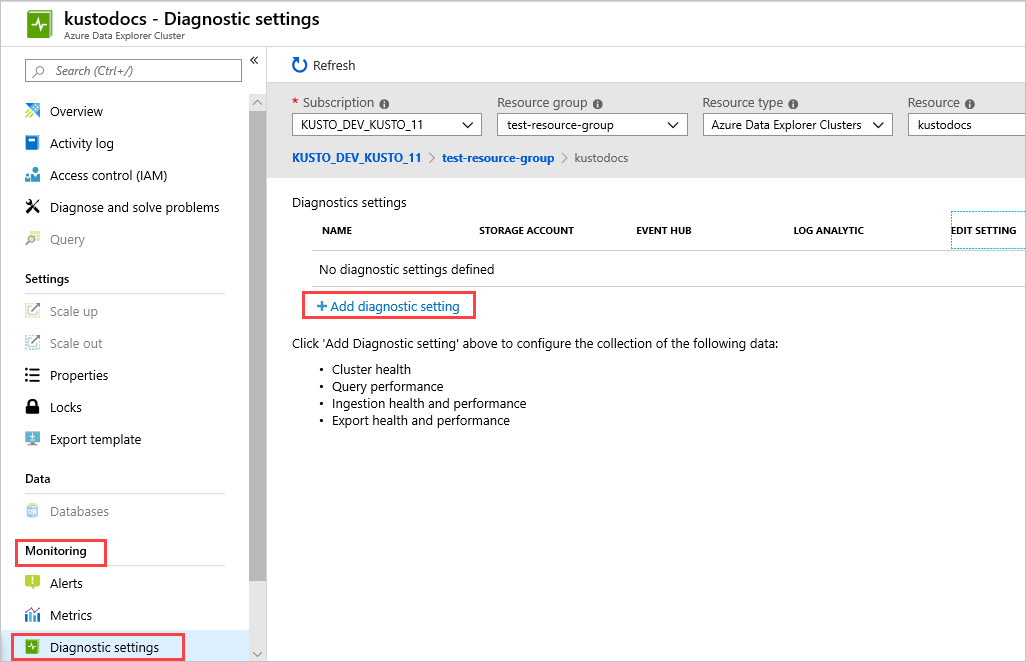 kustodocs - Diagnostic settings
Azure Data Explorer Cluster
Search (Ctrl+/)
«
Overview
Activity log
Access control (IAM)
Diagnose and solve problems
Query
Settings
Scale up
Scale out
Properties
Locks
Export template
Data
Databases
Monitoring
Alerts
Metrics
Diagnostic settings
Refresh
* Subscription Resource group Resource type Resource
KUSTO_DEV_KUSTO_11 test-resource-group Azure Data Explorer Clusters kustodocs
KUSTO_DEV_KUSTO_11 > test-resource-group > kustodocs
Diagnostics settings
NAME STORAGE ACCOUNT EVENT HUB LOG ANALYTIC EDIT SETTING
No diagnostic settings defined
+ Add diagnostic setting
Click 'Add Diagnostic setting' above to configure the collection of the following data:
• Cluster health
• Query performance
• Ingestion health and performance
• Export health and performance